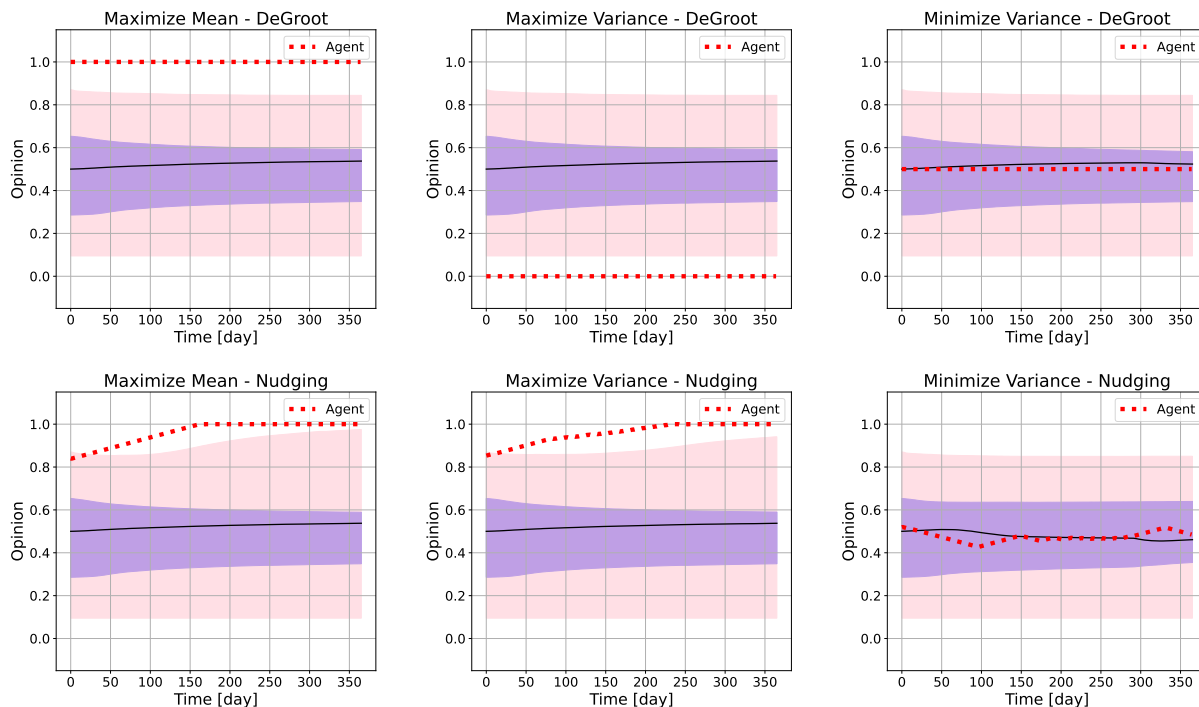 Maximize Mean - DeGroot
Agent
1.0
0.8
0.6
0.4
0.2
0.0
Opinion
0 50 100 150 200 250 300 350
Time [day]
Maximize Variance - DeGroot
Agent
1.0
0.8
0.6
0.4
0.2
0.0
Opinion
0 50 100 150 200 250 300 350
Time [day]
Minimize Variance - DeGroot
Agent
1.0
0.8
0.6
0.4
0.2
0.0
Opinion
0 50 100 150 200 250 300 350
Time [day]
Maximize Mean - Nudging
Agent
1.0
0.8
0.6
0.4
0.2
0.0
Opinion
0 50 100 150 200 250 300 350
Time [day]
Maximize Variance - Nudging
Agent
1.0
0.8
0.6
0.4
0.2
0.0
Opinion
0 50 100 150 200 250 300 350
Time [day]
Minimize Variance - Nudging
Agent
1.0
0.8
0.6
0.4
0.2
0.0
Opinion
0 50 100 150 200 250 300 350
Time [day]